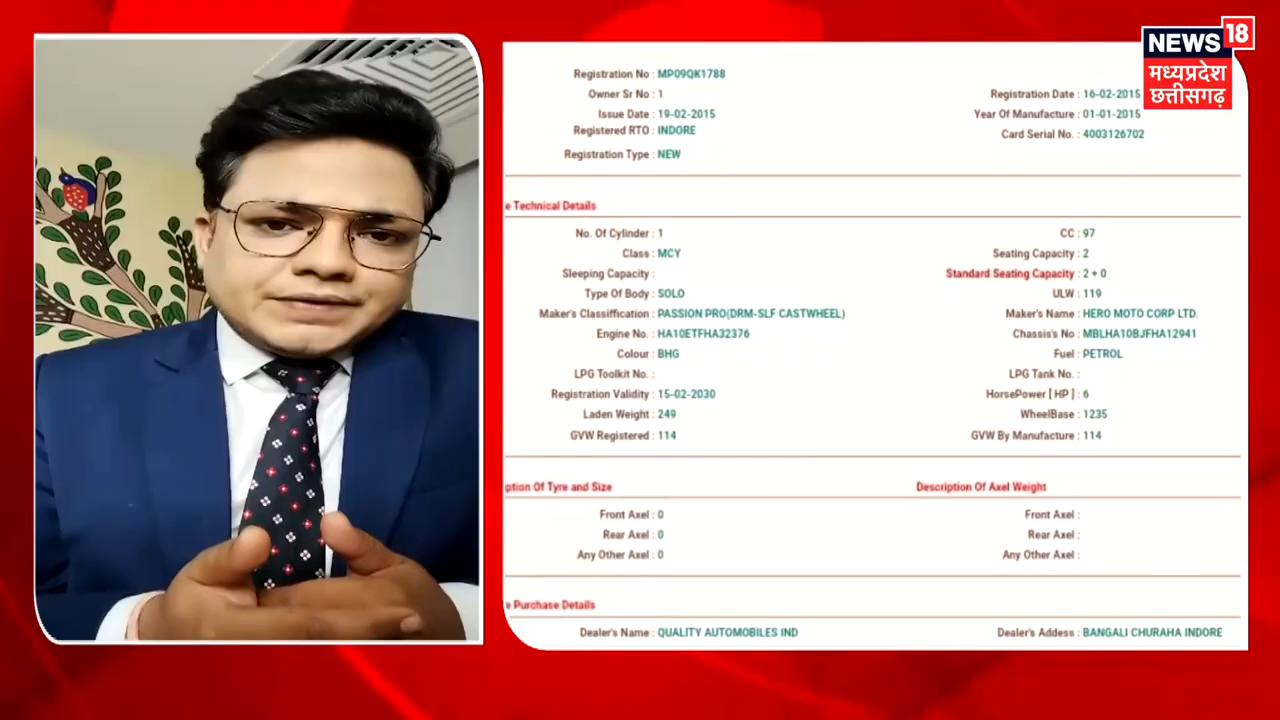 NEWS 18
मध्यप्रदेश
छत्तीसगढ़
Registration No : MP09QK1788
Owner Sr No : 1
Registration Date : 16-02-2015
Issue Date : 19-02-2015
Year Of Manufacture : 01-01-2015
Registered RTO : INDORE
Card Serial No. : 4003126702
Registration Type : NEW
e Technical Details
No. Of Cylinder : 1
CC : 97
Class : MCY
Seating Capacity : 2
Sleeping Capacity :
Standard Seating Capacity : 2 + 0
Type Of Body : SOLO
ULW : 119
Maker's Classiffication : PASSION PRO(DRM-SLF CASTWHEEL)
Maker's Name : HERO MOTO CORP LTD.
Engine No. : HA10ETFHA32376
Chassis's No : MBLHA10BJFHA12941
Colour : BHG
Fuel : PETROL
LPG Toolkit No. :
LPG Tank No. :
Registration Validity : 15-02-2030
HorsePower [ HP ] : 6
Laden Weight : 249
WheelBase : 1235
GVW Registered : 114
GVW By Manufacture : 114
ption Of Tyre and Size
Description Of Axel Weight
Front Axel : 0
Front Axel :
Rear Axel : 0
Rear Axel :
Any Other Axel : 0
Any Other Axel :
e Purchase Details
Dealer's Name : QUALITY AUTOMOBILES IND
Dealer's Addess : BANGALI CHURAHA INDORE